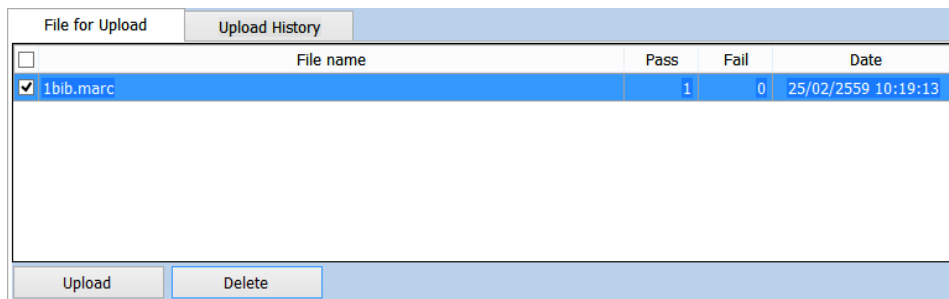 File for Upload Upload History
File name Pass Fail Date
1bib.marc 1 0 25/02/2559 10:19:13
Upload Delete